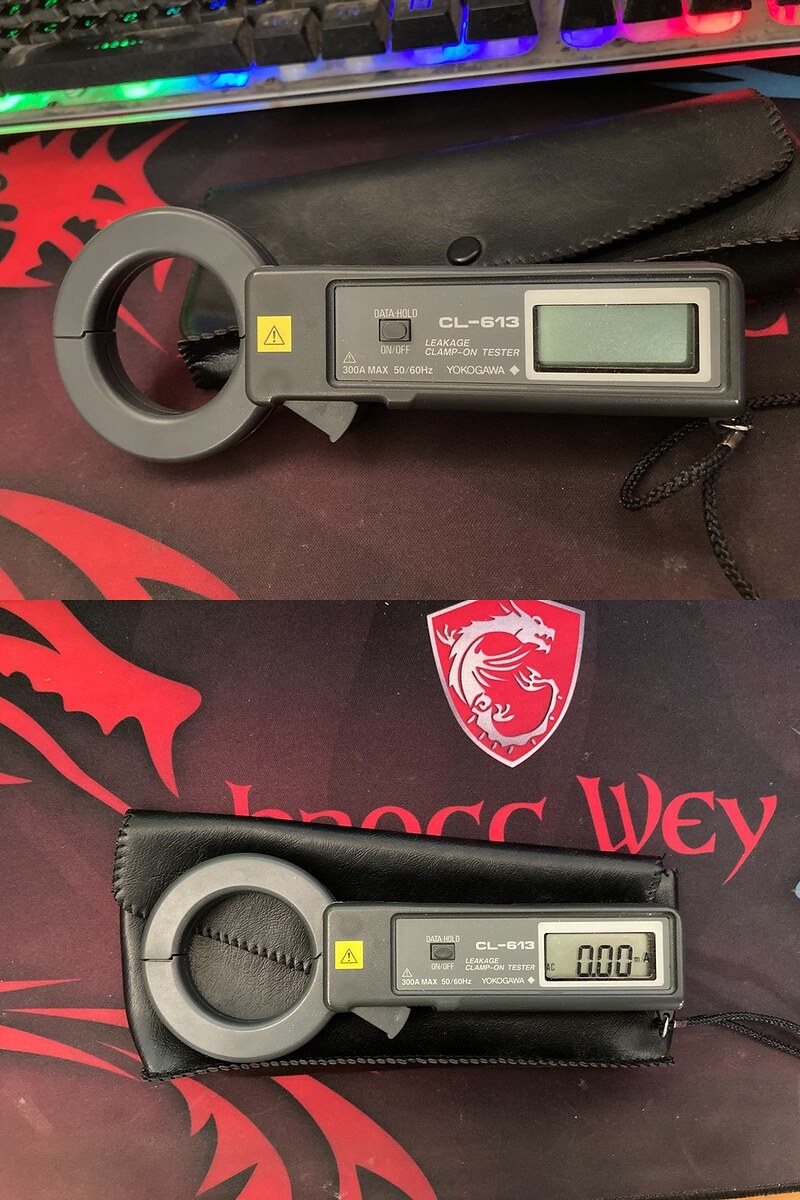 DATA-HOLD
ON/OFF
CL-613
LEAKAGE
CLAMP-ON TESTER
300A MAX 50/60Hz YOKOGAWA
WEY
DATA-HOLD
ON/OFF
CL-613
LEAKAGE
CLAMP-ON TESTER
300A MAX 50/60Hz YOKOGAWA
AC 0.00 mA